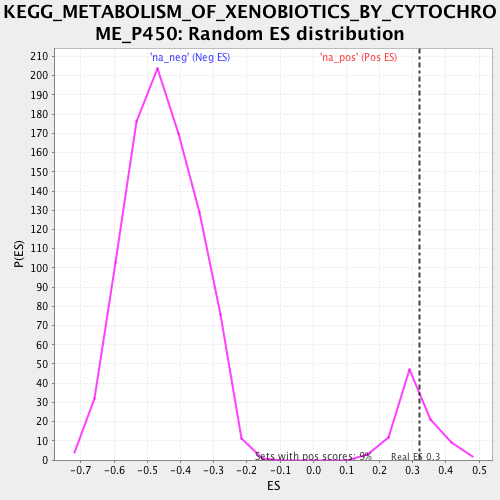 KEGG_METABOLISM_OF_XENOBIOTICS_BY_CYTOCHRO
ME_P450: Random ES distribution
'na_neg' (Neg ES)
'na_pos' (Pos ES)
210
200
190
180
170
160
150
140
130
120
110
100
90
80
70
60
50
40
30
20
10
0
P(ES)
Sets with pos scores: 9%
Real ES 0.3
-0.7 -0.6 -0.5 -0.4 -0.3 -0.2 -0.1 0.0 0.1 0.2 0.3 0.4 0.5
ES